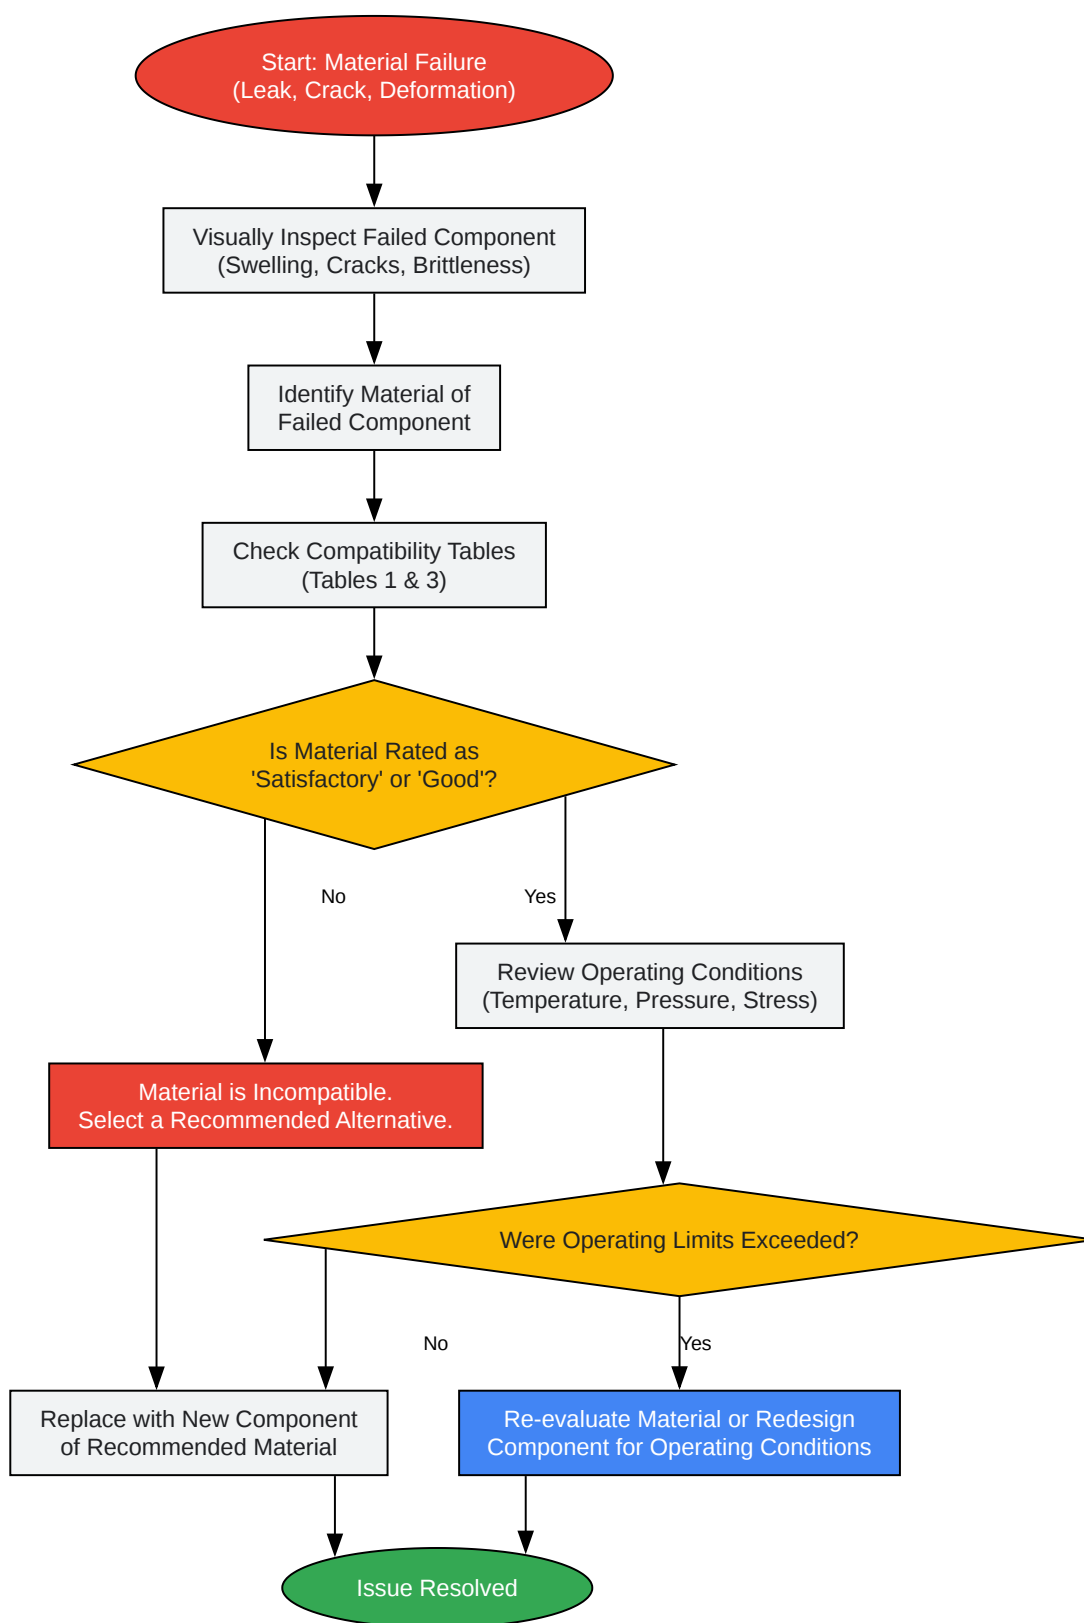 Start: Material Failure
(Leak, Crack, Deformation)
Visually Inspect Failed Component
(Swelling, Cracks, Brittleness)
Identify Material of
Failed Component
Check Compatibility Tables
(Tables 1 & 3)
Is Material Rated as
'Satisfactory' or 'Good'?
No
Yes
Review Operating Conditions
(Temperature, Pressure, Stress)
Material is Incompatible.
Select a Recommended Alternative.
Were Operating Limits Exceeded?
No
Yes
Replace with New Component
of Recommended Material
Re-evaluate Material or Redesign
Component for Operating Conditions
Issue Resolved